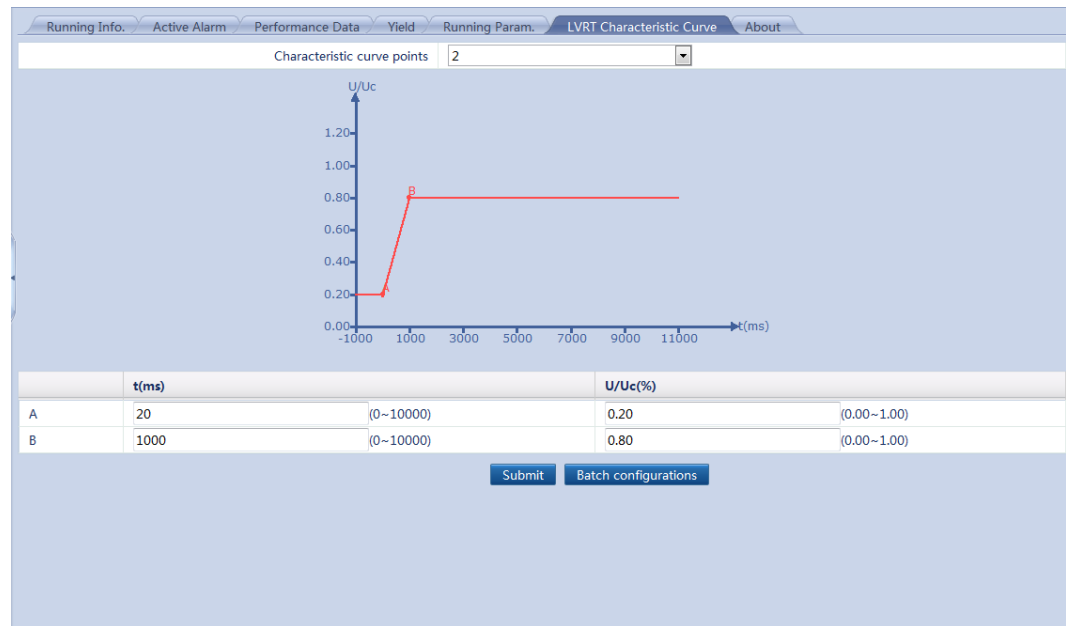 Running Info. Active Alarm Performance Data Yield Running Param. LVRT Characteristic Curve About
Characteristic curve points 2
U/Uc
1.20
1.00
0.80
B
0.60
0.40
A
0.20
0.00
t(ms)
-1000 1000 3000 5000 7000 9000 11000
t(ms) U/Uc(%)
A 20 (0~10000) 0.20 (0.00~1.00)
B 1000 (0~10000) 0.80 (0.00~1.00)
Submit Batch configurations